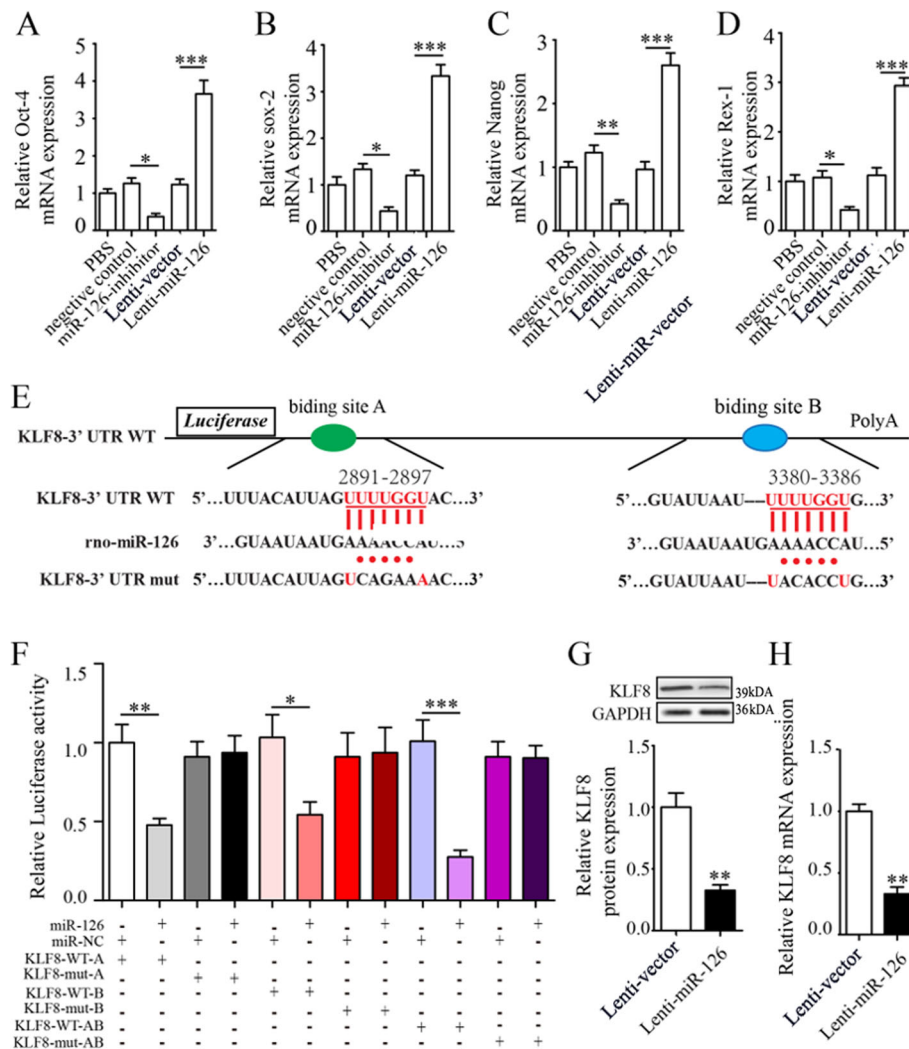 A
Relative Oct-4
mRNA expression
5
4
3
2
1
0
*
***
PBS
negtive control
miR-126-inhibitor
Lenti-vector
Lenti-miR-126
B
Relative sox-2
mRNA expression
4
3
2
1
0
*
***
PBS
negtive control
miR-126-inhibitor
Lenti-vector
Lenti-miR-126
C
Relative Nanog
mRNA expression
3
2
1
0
**
***
PBS
negtive control
miR-126-inhibitor
Lenti-vector
Lenti-miR-126
Lenti-miR-vector
D
Relative Rex-1
mRNA expression
4
3
2
1
0
*
***
PBS
negtive control
miR-126-inhibitor
Lenti-vector
Lenti-miR-126
E
Luciferase
biding site A
biding site B
PolyA
KLF8-3' UTR WT
2891-2897
3380-3386
KLF8-3' UTR WT 5'...UUUACAUUAGUUUUGGUAC...3' 5'...GUAUUAAU—UUUUGGUG...3'
rno-miR-126 3'...GUAAUAAUGAAAACCAU...5' 3'...GUAAUAAUGAAAACCAU...5'
KLF8-3' UTR mut 5'...UUUACAUUAGUCAGAAAAC...3' 5'...GUAUUAAU—UACACCUG...3'
F
Relative Luciferase activity
1.5
1.0
0.5
0.0
**
*
***
miR-126 - + - + - + - + - + - +
miR-NC + - + - + - + - + - + -
KLF8-WT-A + + - - - - - - - - - -
KLF8-mut-A - - + + - - - - - - - -
KLF8-WT-B - - - - + + - - - - - -
KLF8-mut-B - - - - - - + + - - - -
KLF8-WT-AB - - - - - - - - + + - -
KLF8-mut-AB - - - - - - - - - - + +
G
KLF8
39kDA
GAPDH
36kDA
Relative KLF8
protein expression
1.5
1.0
0.5
0.0
**
Lenti-vector
Lenti-miR-126
H
Relative KLF8 mRNA expression
1.5
1.0
0.5
0.0
**
Lenti-vector
Lenti-miR-126